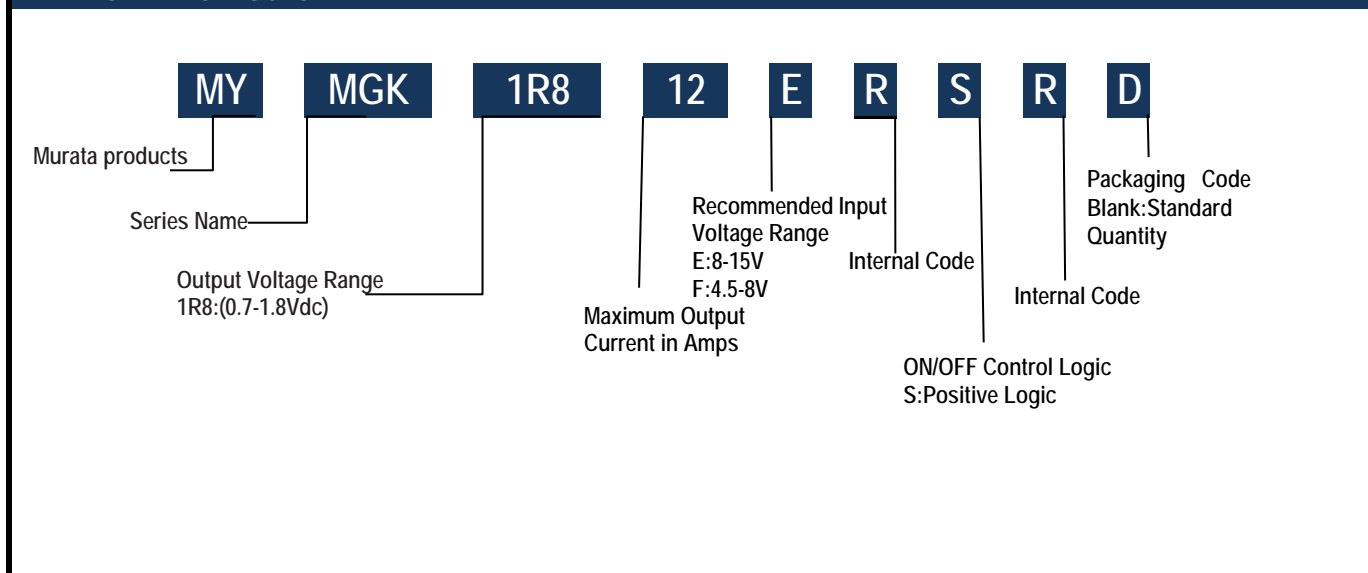 MY MGK 1R8 12 E R S R D
Murata products
Series Name
Output Voltage Range
1R8:(0.7-1.8Vdc)
Maximum Output
Current in Amps
Recommended Input
Voltage Range
E:8-15V
F:4.5-8V
Internal Code
ON/OFF Control Logic
S:Positive Logic
Internal Code
Packaging Code
Blank:Standard
Quantity